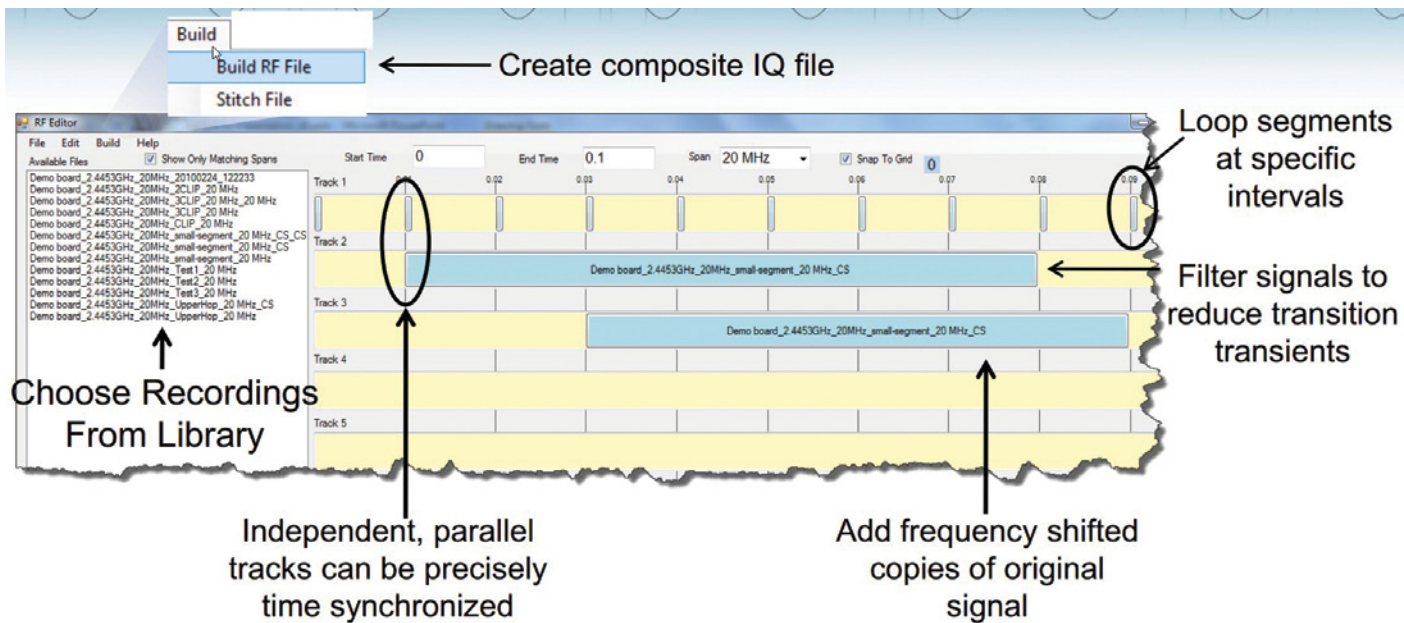 Build
Build RF File
Stitch File
Create composite IQ file
RF Editor
File Edit Build Help
Available Files
Show Only Matching Spans
Start Time 0 End Time 0.1 Span 20 MHz Snap To Grid 0
Demo board_2.4453GHz_20MHz_20100224_122233
Demo board_2.4453GHz_20MHz_2CLIP_20 MHz
Demo board_2.4453GHz_20MHz_3CLIP_20 MHz_20 MHz
Demo board_2.4453GHz_20MHz_3CLIP_20 MHz
Demo board_2.4453GHz_20MHz_CLIP_20 MHz
Demo board_2.4453GHz_20MHz_small-segment_20 MHz_CS_CS
Demo board_2.4453GHz_20MHz_small-segment_20 MHz_CS
Demo board_2.4453GHz_20MHz_small-segment_20 MHz
Demo board_2.4453GHz_20MHz_Test1_20 MHz
Demo board_2.4453GHz_20MHz_Test2_20 MHz
Demo board_2.4453GHz_20MHz_Test3_20 MHz
Demo board_2.4453GHz_20MHz_UpperHop_20 MHz_CS
Demo board_2.4453GHz_20MHz_UpperHop_20 MHz
Choose Recordings
From Library
Track 1 0.01 0.02 0.03 0.04 0.05 0.06 0.07 0.08 0.09
Track 2
Demo board_2.4453GHz_20MHz_small-segment_20 MHz_CS
Track 3
Demo board_2.4453GHz_20MHz_small-segment_20 MHz_CS
Track 4
Track 5
Loop segments
at specific
intervals
Filter signals to
reduce transition
transients
Independent, parallel
tracks can be precisely
time synchronized
Add frequency shifted
copies of original
signal